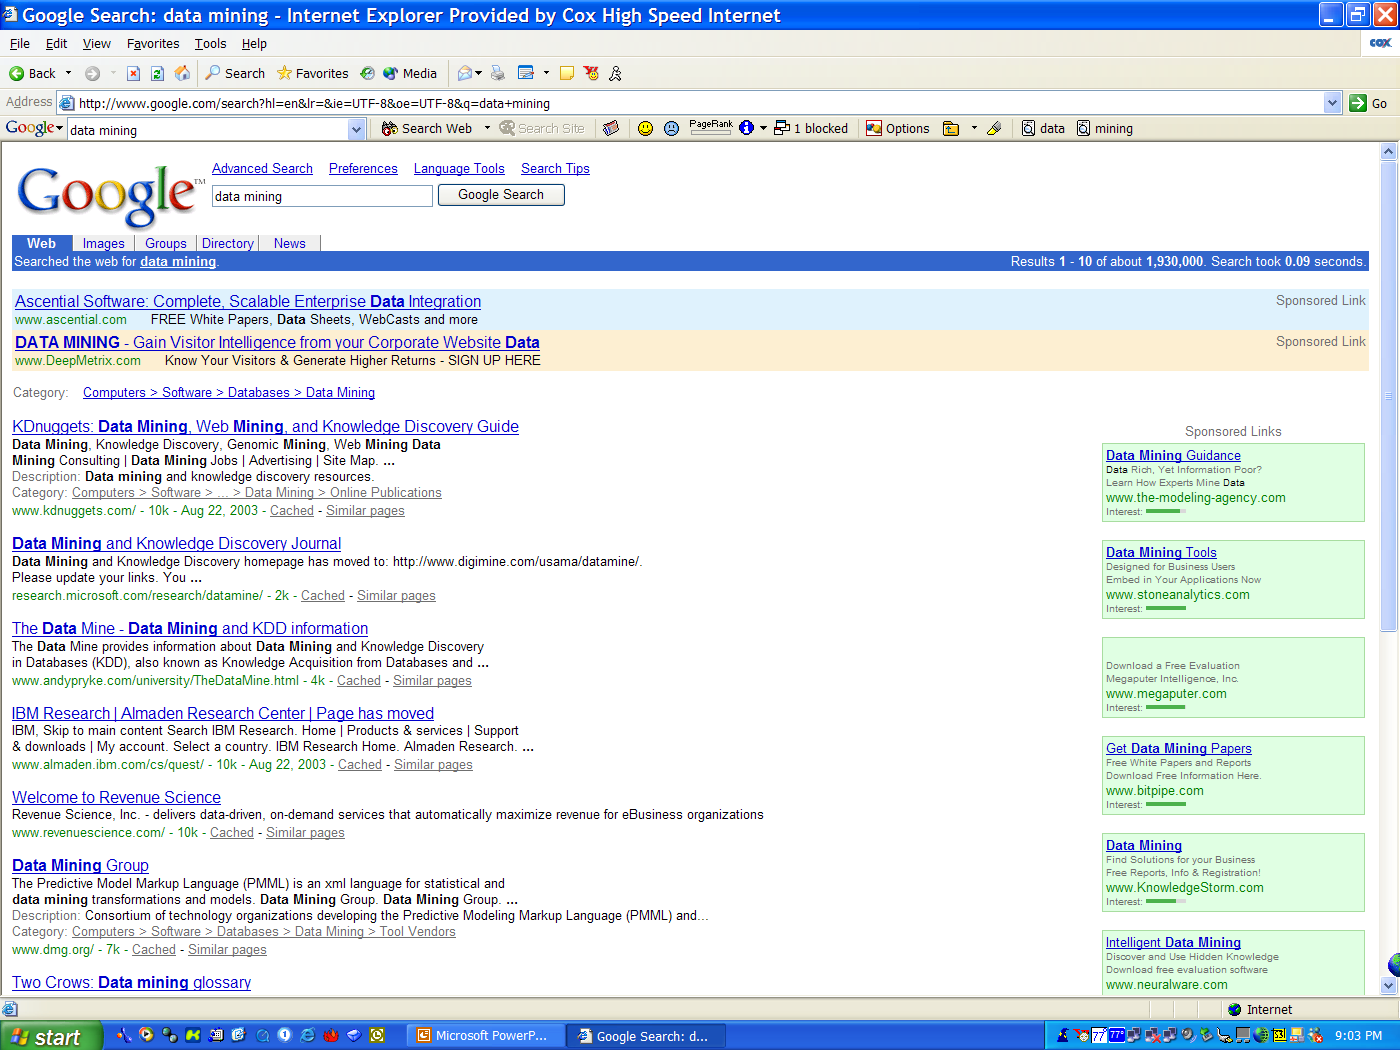 Google Search: data mining - Internet Explorer Provided by Cox High Speed Internet
File Edit View Favorites Tools Help
COX
Back Search Favorites Media
Address http://www.google.com/search?hl=en&lr=&ie=UTF-8&oe=UTF-8&q=data+mining Go
Google data mining Search Web Search Site PageRank 1 blocked Options data mining
Google™
Advanced Search Preferences Language Tools Search Tips
data mining Google Search
Web Images Groups Directory News
Searched the web for data mining. Results 1 - 10 of about 1,930,000. Search took 0.09 seconds.
Ascential Software: Complete, Scalable Enterprise Data Integration Sponsored Link
www.ascential.com FREE White Papers, Data Sheets, WebCasts and more
DATA MINING - Gain Visitor Intelligence from your Corporate Website Data Sponsored Link
www.DeepMetrix.com Know Your Visitors & Generate Higher Returns - SIGN UP HERE
Category: Computers > Software > Databases > Data Mining
KDnuggets: Data Mining, Web Mining, and Knowledge Discovery Guide
Data Mining, Knowledge Discovery, Genomic Mining, Web Mining Data
Mining Consulting | Data Mining Jobs | Advertising | Site Map. ...
Description: Data mining and knowledge discovery resources.
Category: Computers > Software > ... > Data Mining > Online Publications
www.kdnuggets.com/ - 10k - Aug 22, 2003 - Cached - Similar pages
Data Mining and Knowledge Discovery Journal
Data Mining and Knowledge Discovery homepage has moved to: http://www.digimine.com/usama/datamine/.
Please update your links. You ...
research.microsoft.com/research/datamine/ - 2k - Cached - Similar pages
The Data Mine - Data Mining and KDD information
The Data Mine provides information about Data Mining and Knowledge Discovery
in Databases (KDD), also known as Knowledge Acquisition from Databases and ...
www.andypryke.com/university/TheDataMine.html - 4k - Cached - Similar pages
IBM Research | Almaden Research Center | Page has moved
IBM, Skip to main content Search IBM Research. Home | Products & services | Support
& downloads | My account. Select a country. IBM Research Home. Almaden Research. ...
www.almaden.ibm.com/cs/quest/ - 10k - Aug 22, 2003 - Cached - Similar pages
Welcome to Revenue Science
Revenue Science, Inc. - delivers data-driven, on-demand services that automatically maximize revenue for eBusiness organizations
www.revenuescience.com/ - 10k - Cached - Similar pages
Data Mining Group
The Predictive Model Markup Language (PMML) is an xml language for statistical and
data mining transformations and models. Data Mining Group. Data Mining Group. ...
Description: Consortium of technology organizations developing the Predictive Modeling Markup Language (PMML) and...
Category: Computers > Software > Databases > Data Mining > Tool Vendors
www.dmg.org/ - 7k - Cached - Similar pages
Two Crows: Data mining glossary
Sponsored Links
Data Mining Guidance
Data Rich, Yet Information Poor?
Learn How Experts Mine Data
www.the-modeling-agency.com
Interest:
Data Mining Tools
Designed for Business Users
Embed in Your Applications Now
www.stoneanalytics.com
Interest:
Download a Free Evaluation
Megaputer Intelligence, Inc.
www.megaputer.com
Interest:
Get Data Mining Papers
Free White Papers and Reports
Download Free Information Here.
www.bitpipe.com
Interest:
Data Mining
Find Solutions for your Business
Free Reports, Info & Registration!
www.KnowledgeStorm.com
Interest:
Intelligent Data Mining
Discover and Use Hidden Knowledge
Download free evaluation software
www.neuralware.com
Internet
start Microsoft PowerP... Google Search: d... 77 77° 9:03 PM